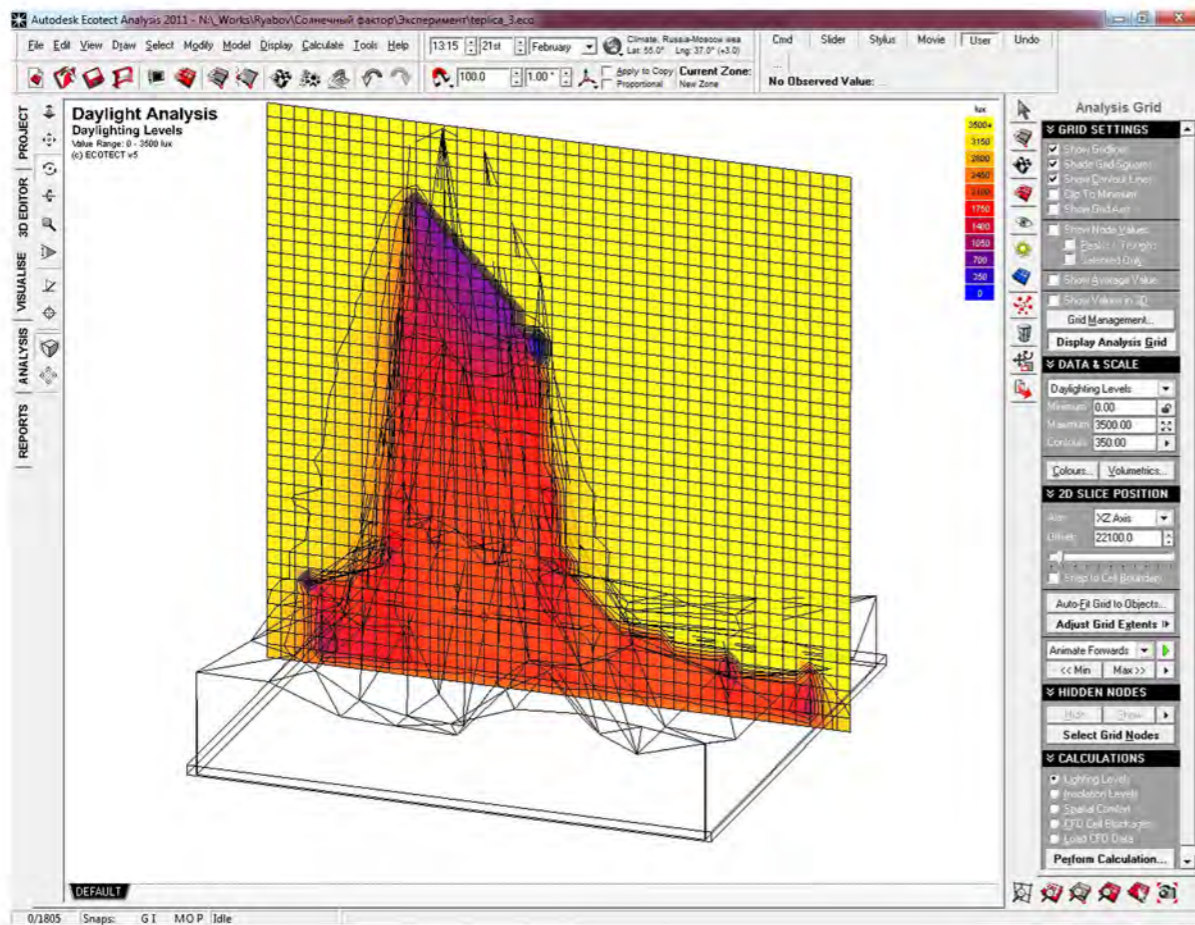 Autodesk Ecotect Analysis 2011 - N:\_Works\Ryabov\Солнечный фактор\Эксперимент\teplica_3.eco
File Edit View Draw Select Modify Model Display Calculate Tools Help
13:15 21st February
Climate: Russia-Moscow
Lat: 55.0° Lng: 37.0° (+3.0)
Cmd Slider Stylus Movie User Undo
100.0 1.00 °
Apply to Copy
Proportional
Current Zone:
New Zone
...
No Observed Value: ...
PROJECT
3D EDITOR
VISUALISE
ANALYSIS
REPORTS
Daylight Analysis
Daylighting Levels
Value Range: 0 - 3500 lux
(c) ECOTECT v5
lux
3500+
3150
2800
2450
2100
1750
1400
1050
700
350
0
Analysis Grid
GRID SETTINGS
Show Gridlines
Shade Grid Squares
Show Contour Lines
Clip To Minimum
Show Grid Axis
Show Node Values
Selected Only
Show Average Value
Show Values in 3D
Grid Management...
Display Analysis Grid
DATA & SCALE
Daylighting Levels
Minimum: 0.00
Maximum: 3500.00
Contours: 350.00
Colours... Volumetrics...
2D SLICE POSITION
Axis: XZ Axis
Offset: 22100.0
Snap to Cell Boundary
Auto-Fit Grid to Objects...
Adjust Grid Extents
Animate Forwards
<< Min Max >>
HIDDEN NODES
Hide Show
Select Grid Nodes
CALCULATIONS
Lighting Levels
Insolation Levels
Spatial Comfort
CFD Cell Blockages
Load CFD Data
Perform Calculation...
DEFAULT
0/1805 Snaps: G I M O P Idle